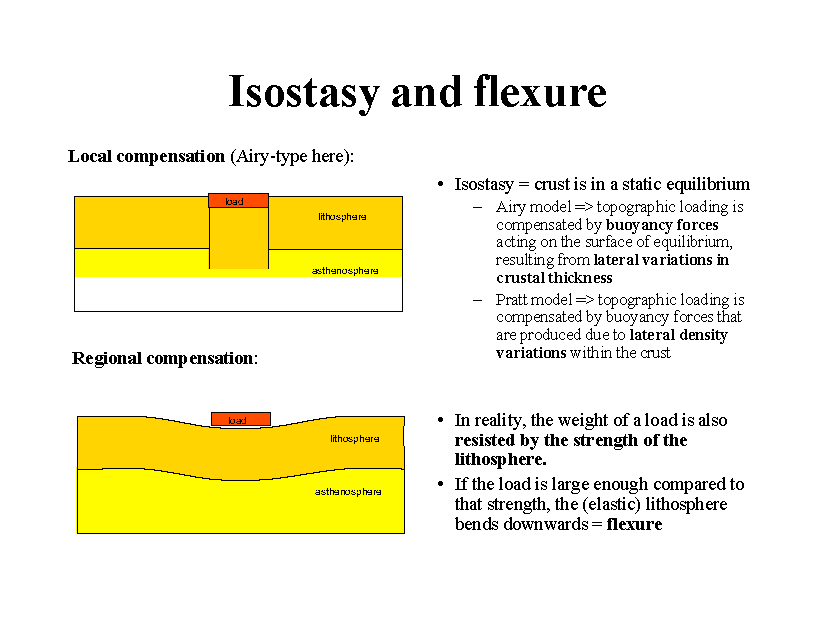 Isostasy and flexure
Local compensation (Airy-type here):
load
lithosphere
asthenosphere
Regional compensation:
load
lithosphere
asthenosphere
• Isostasy = crust is in a static equilibrium
– Airy model => topographic loading is
compensated by buoyancy forces
acting on the surface of equilibrium,
resulting from lateral variations in
crustal thickness
– Pratt model => topographic loading is
compensated by buoyancy forces that
are produced due to lateral density
variations within the crust
• In reality, the weight of a load is also
resisted by the strength of the
lithosphere.
• If the load is large enough compared to
that strength, the (elastic) lithosphere
bends downwards = flexure